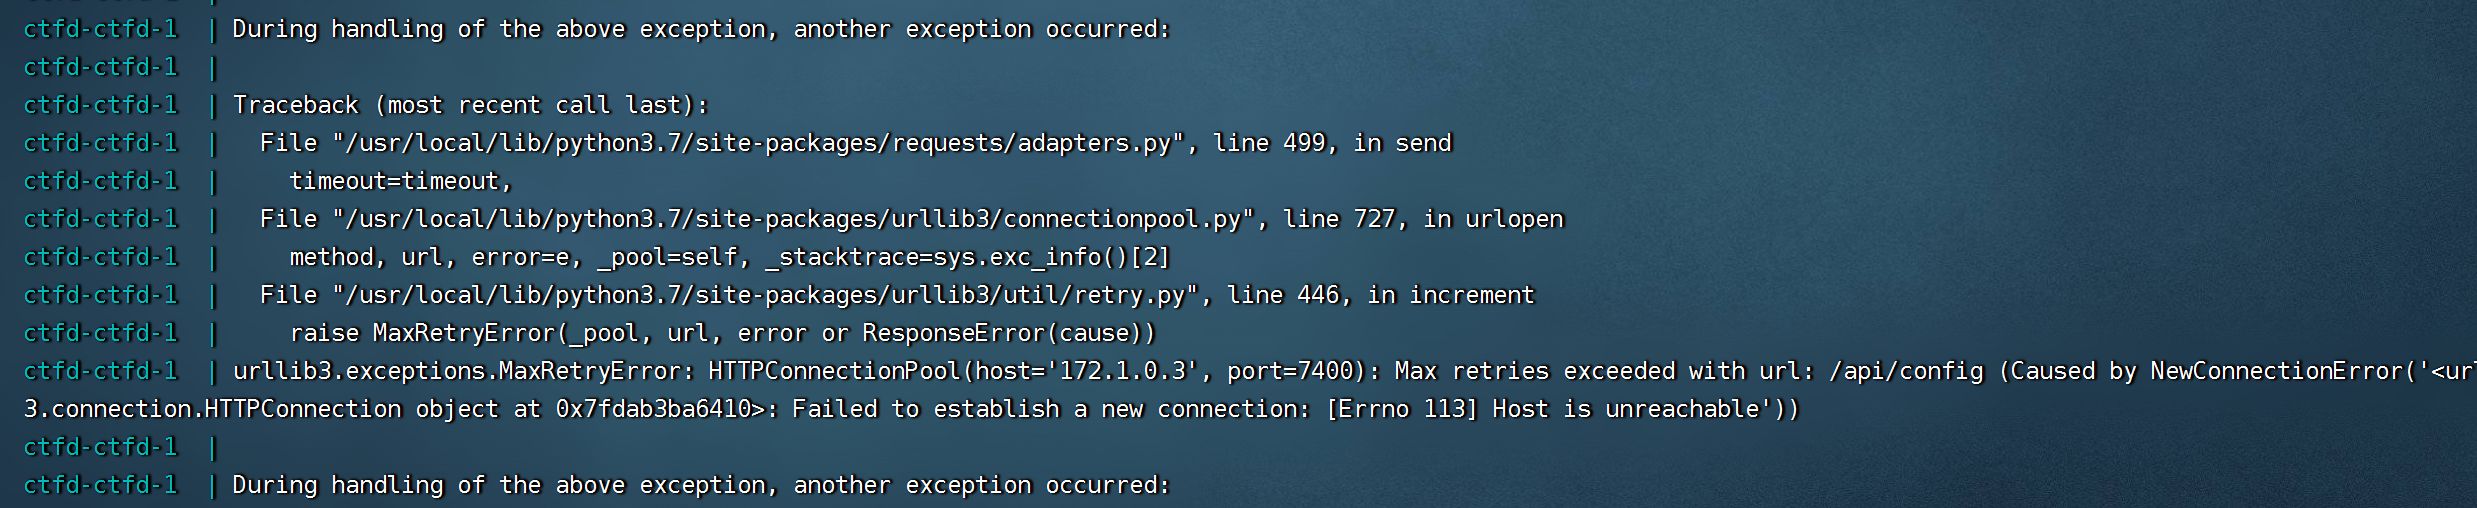 ctfd-ctfd-1  | During handling of the above exception, another exception occurred:
ctfd-ctfd-1  |
ctfd-ctfd-1  | Traceback (most recent call last):
ctfd-ctfd-1  |   File "/usr/local/lib/python3.7/site-packages/requests/adapters.py", line 499, in send
ctfd-ctfd-1  |     timeout=timeout,
ctfd-ctfd-1  |   File "/usr/local/lib/python3.7/site-packages/urllib3/connectionpool.py", line 727, in urlopen
ctfd-ctfd-1  |     method, url, error=e, _pool=self, _stacktrace=sys.exc_info()[2]
ctfd-ctfd-1  |   File "/usr/local/lib/python3.7/site-packages/urllib3/util/retry.py", line 446, in increment
ctfd-ctfd-1  |     raise MaxRetryError(_pool, url, error or ResponseError(cause))
ctfd-ctfd-1  | urllib3.exceptions.MaxRetryError: HTTPConnectionPool(host='172.1.0.3', port=7400): Max retries exceeded with url: /api/config (Caused by NewConnectionError('<url
3.connection.HTTPConnection object at 0x7fdab3ba6410>: Failed to establish a new connection: [Errno 113] Host is unreachable'))
ctfd-ctfd-1  |
ctfd-ctfd-1  | During handling of the above exception, another exception occurred: